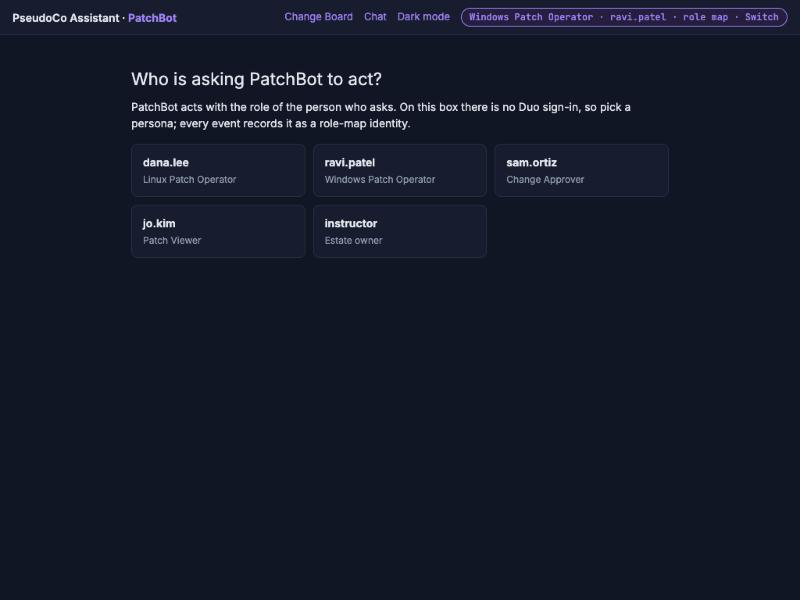 PseudoCo Assistant · PatchBot
Change Board Chat Dark mode Windows Patch Operator · ravi.patel · role map · Switch
Who is asking PatchBot to act?
PatchBot acts with the role of the person who asks. On this box there is no Duo sign-in, so pick a
persona; every event records it as a role-map identity.
dana.lee
Linux Patch Operator
ravi.patel
Windows Patch Operator
sam.ortiz
Change Approver
jo.kim
Patch Viewer
instructor
Estate owner